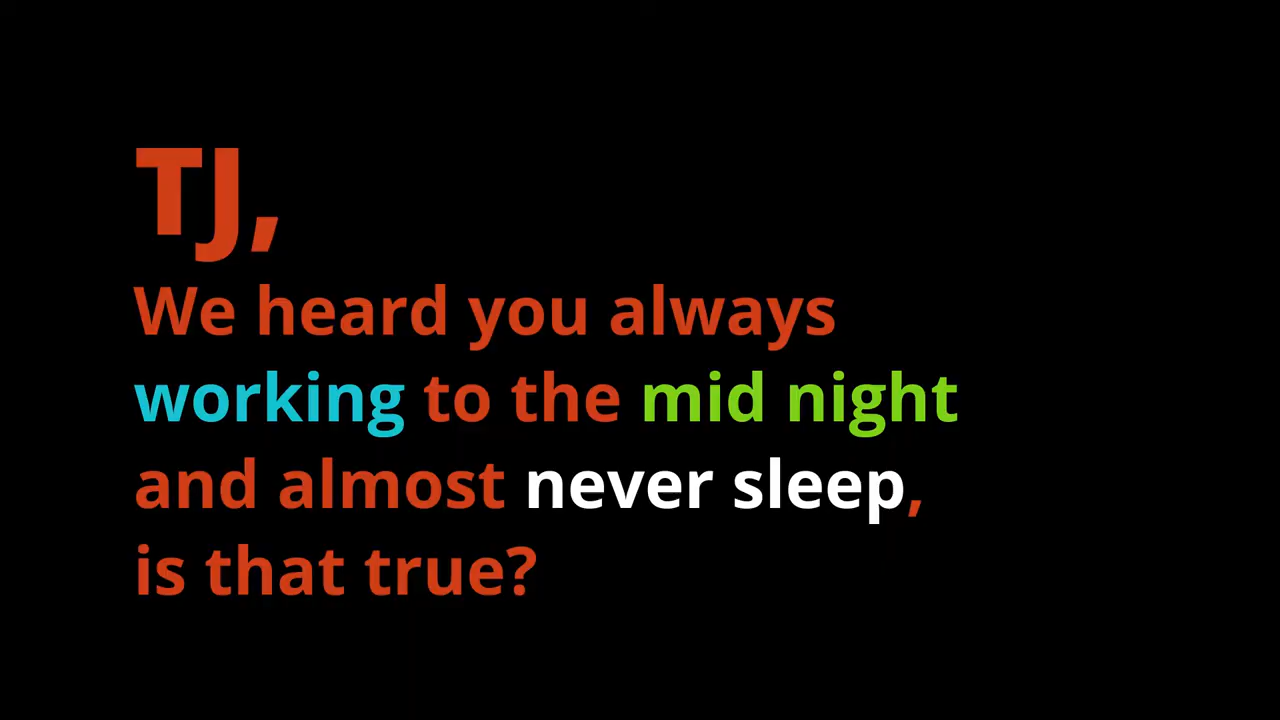 TJ,
We heard you always
working to the mid night
and almost never sleep,
is that true?